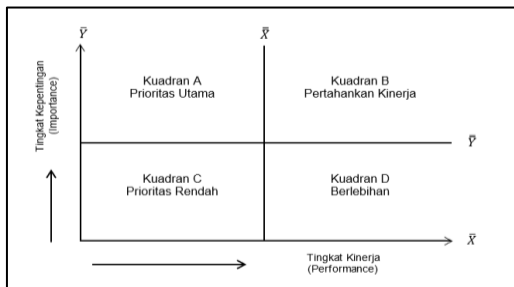 Ȳ
X̄
Kuadran A
Prioritas Utama
Kuadran B
Pertahankan Kinerja
Tingkat Kepentingan
(Importance)
Ȳ
Kuadran C
Prioritas Rendah
Kuadran D
Berlebihan
X̄
Tingkat Kinerja
(Performance)